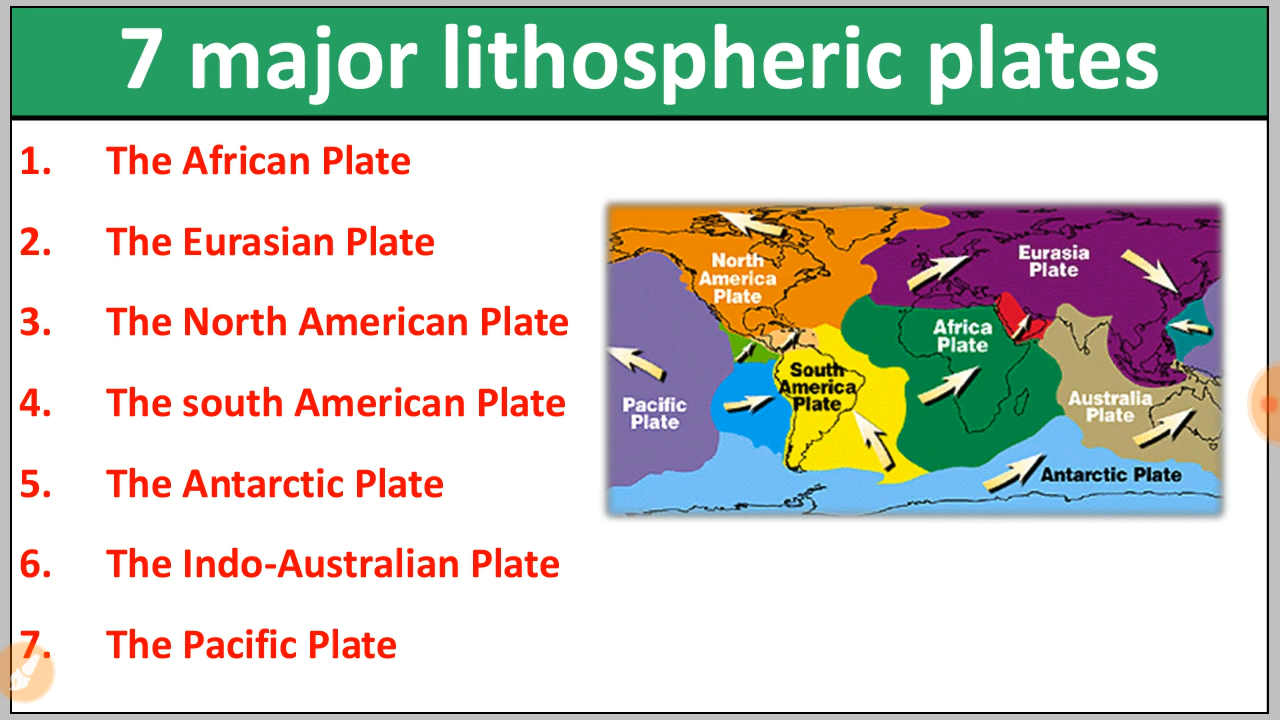 7 major lithospheric plates
1. The African Plate
2. The Eurasian Plate
3. The North American Plate
4. The south American Plate
5. The Antarctic Plate
6. The Indo-Australian Plate
7. The Pacific Plate
North
America
Plate
Eurasia
Plate
Africa
Plate
South
America
Plate
Pacific
Plate
Australia
Plate
Antarctic Plate